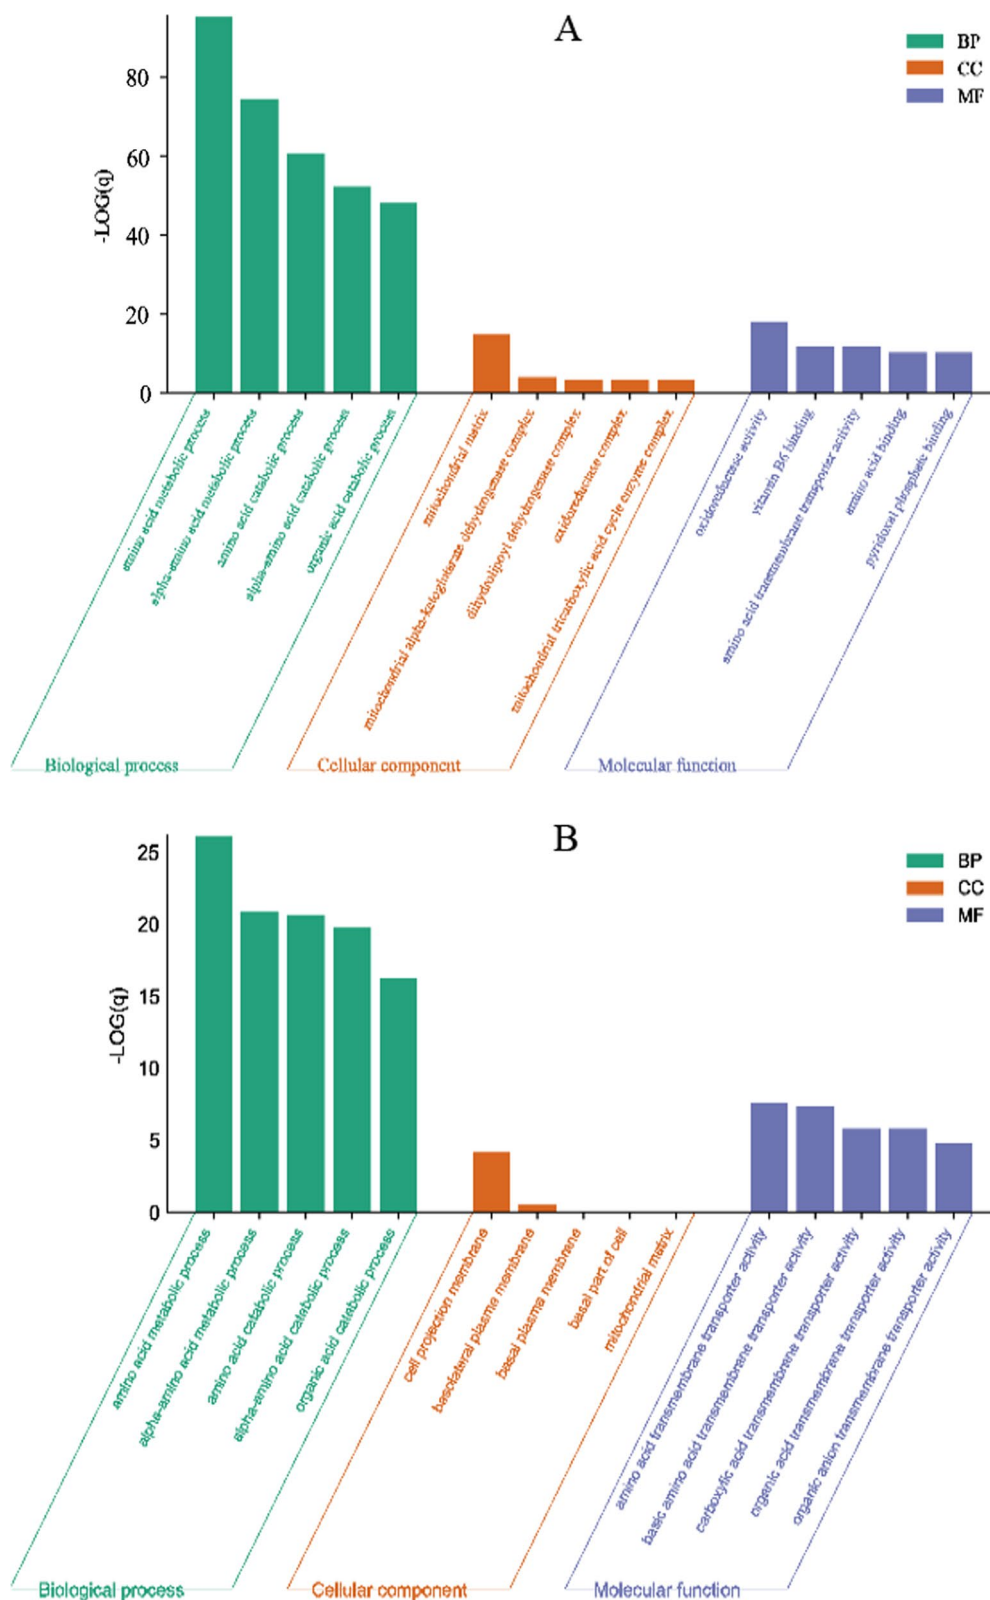 A
BP
CC
MF
-LOG(q)
80
60
40
20
0
amino acid metabolic process
alpha-amino acid metabolic process
amino acid catabolic process
alpha-amino acid catabolic process
organic acid catabolic process
mitochondrial matrix
mitochondrial alpha-ketoglutarate dehydrogenase complex
dihydrolipoyl dehydrogenase complex
oxidoreductase complex
mitochondrial tricarboxylic acid cycle enzyme complex
oxidoreductase activity
vitamin B6 binding
amino acid transmembrane transporter activity
amino acid binding
pyridoxal phosphate binding
Biological process
Cellular component
Molecular function
B
BP
CC
MF
-LOG(q)
25
20
15
10
5
0
amino acid metabolic process
alpha-amino acid metabolic process
amino acid catabolic process
alpha-amino acid catabolic process
organic acid catabolic process
cell projection membrane
basolateral plasma membrane
basal plasma membrane
basal part of cell
mitochondrial matrix
amino acid transmembrane transporter activity
basic amino acid transmembrane transporter activity
carboxylic acid transmembrane transporter activity
organic acid transmembrane transporter activity
organic anion transmembrane transporter activity
Biological process
Cellular component
Molecular function